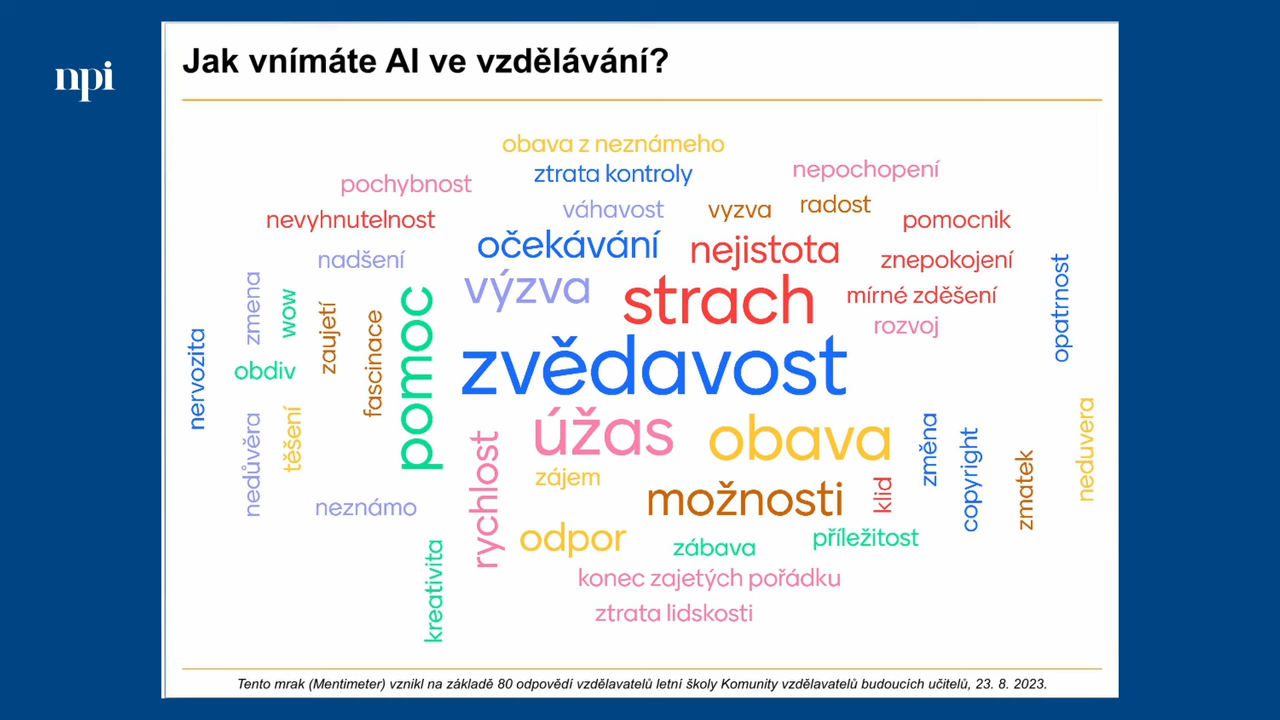 npi
Jak vnímáte AI ve vzdělávání?
obava z neznámeho
ztrata kontroly
nepochopení
pochybnost
váhavost
vyzva
radost
nevyhnutelnost
pomocnik
očekávání
nejistota
nadšení
znepokojení
výzva
strach
mírné zděšení
rozvoj
opatrnost
zmena
wow
zaujetí
fascinace
pomoc
nervozita
obdiv
zvědavost
úžas
obava
nedůvěra
těšení
rychlost
zájem
možnosti
klid
změna
copyright
zmatek
neduvera
neznámo
odpor
zábava
příležitost
kreativita
konec zajetých pořádku
ztrata lidskosti
Tento mrak (Mentimeter) vznikl na základě 80 odpovědí vzdělavatelů letní školy Komunity vzdělavatelů budoucích učitelů, 23. 8. 2023.